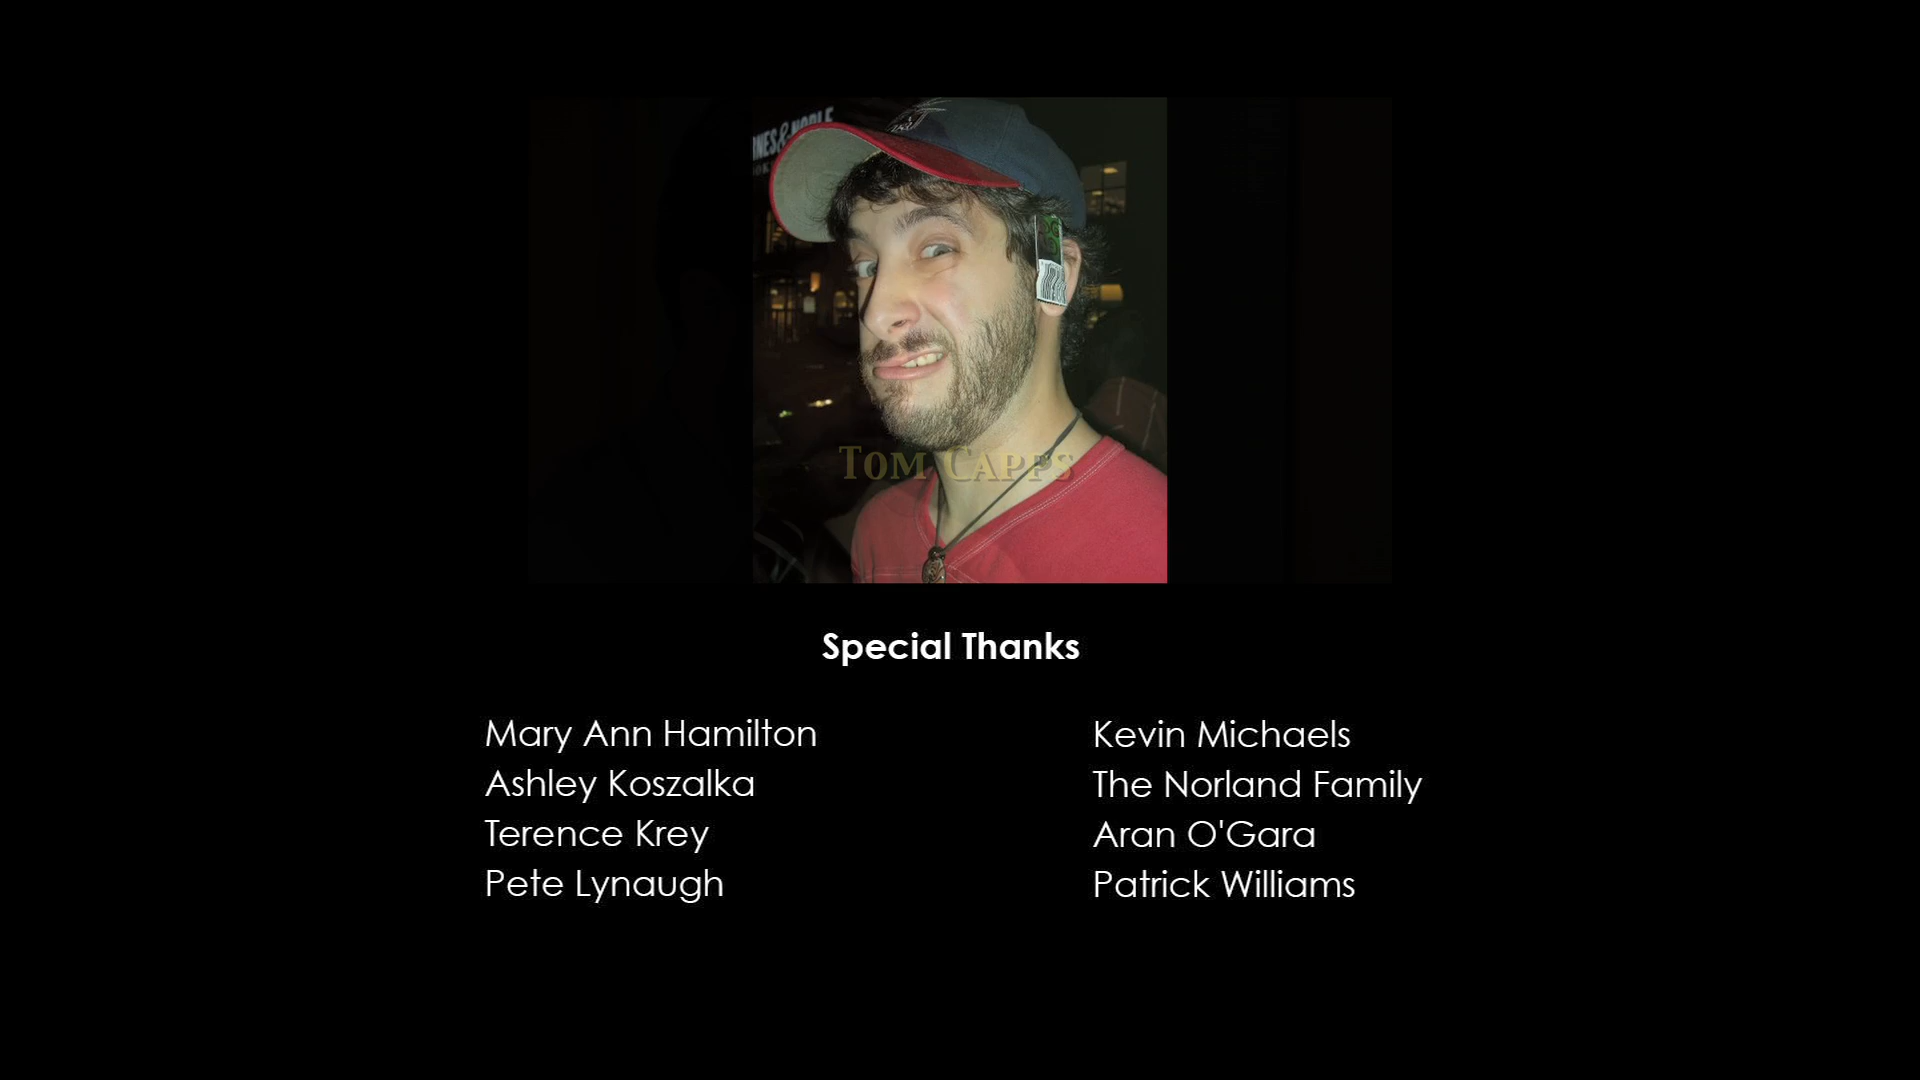 Tom Capps
Special Thanks
Mary Ann Hamilton
Ashley Koszalka
Terence Krey
Pete Lynaugh
Kevin Michaels
The Norland Family
Aran O'Gara
Patrick Williams